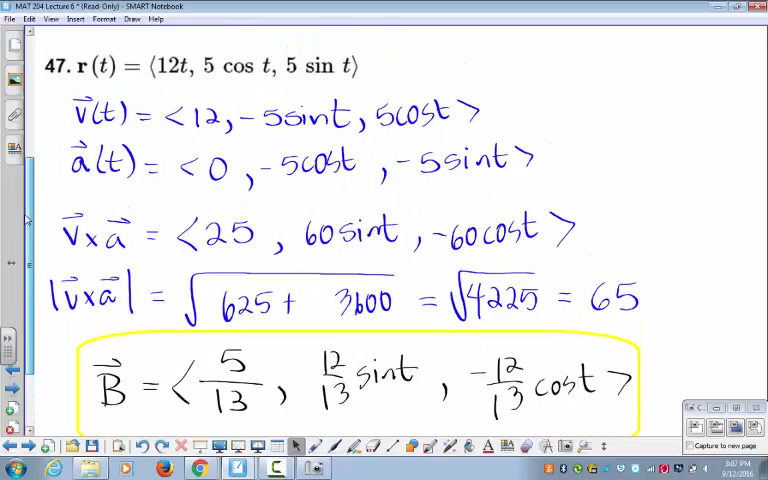 MAT 204 Lecture 6 * (Read-Only) - SMART Notebook
File Edit View Insert Format Draw Help
47. r(t) = ⟨12t, 5 cos t, 5 sin t⟩
v⃗(t) = <12, -5sint, 5cost>
a⃗(t) = <0, -5cost, -5sint>
v⃗×a⃗ = <25, 60sint, -60cost>
|v⃗×a⃗| = √(625 + 3600) = √4225 = 65
B⃗ = <5/13, 12/13 sint, -12/13 cost>
Capture to new page
3:07 PM
9/12/2016